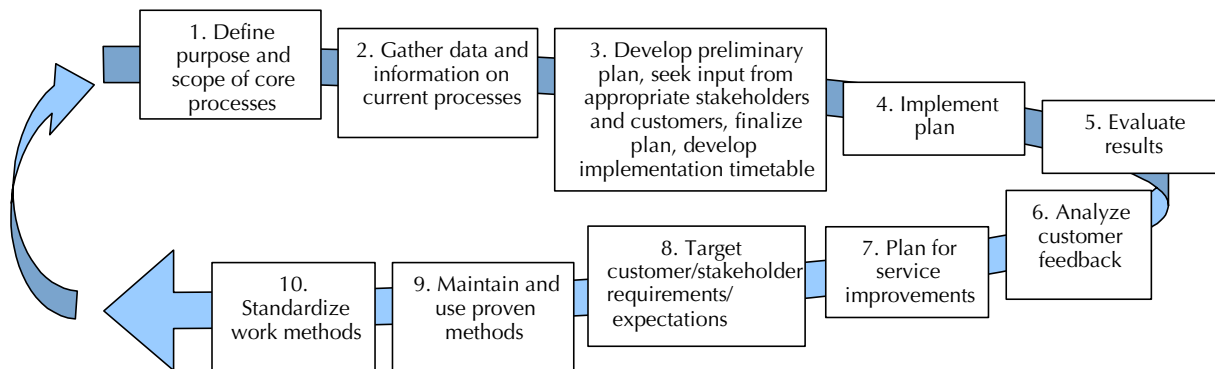 1. Define
purpose and
scope of core
processes
2. Gather data and
information on
current processes
3. Develop preliminary
plan, seek input from
appropriate stakeholders
and customers, finalize
plan, develop
implementation timetable
4. Implement
plan
5. Evaluate
results
6. Analyze
customer
feedback
7. Plan for
service
improvements
8. Target
customer/stakeholder
requirements/
expectations
9. Maintain and
use proven
methods
10.
Standardize
work methods